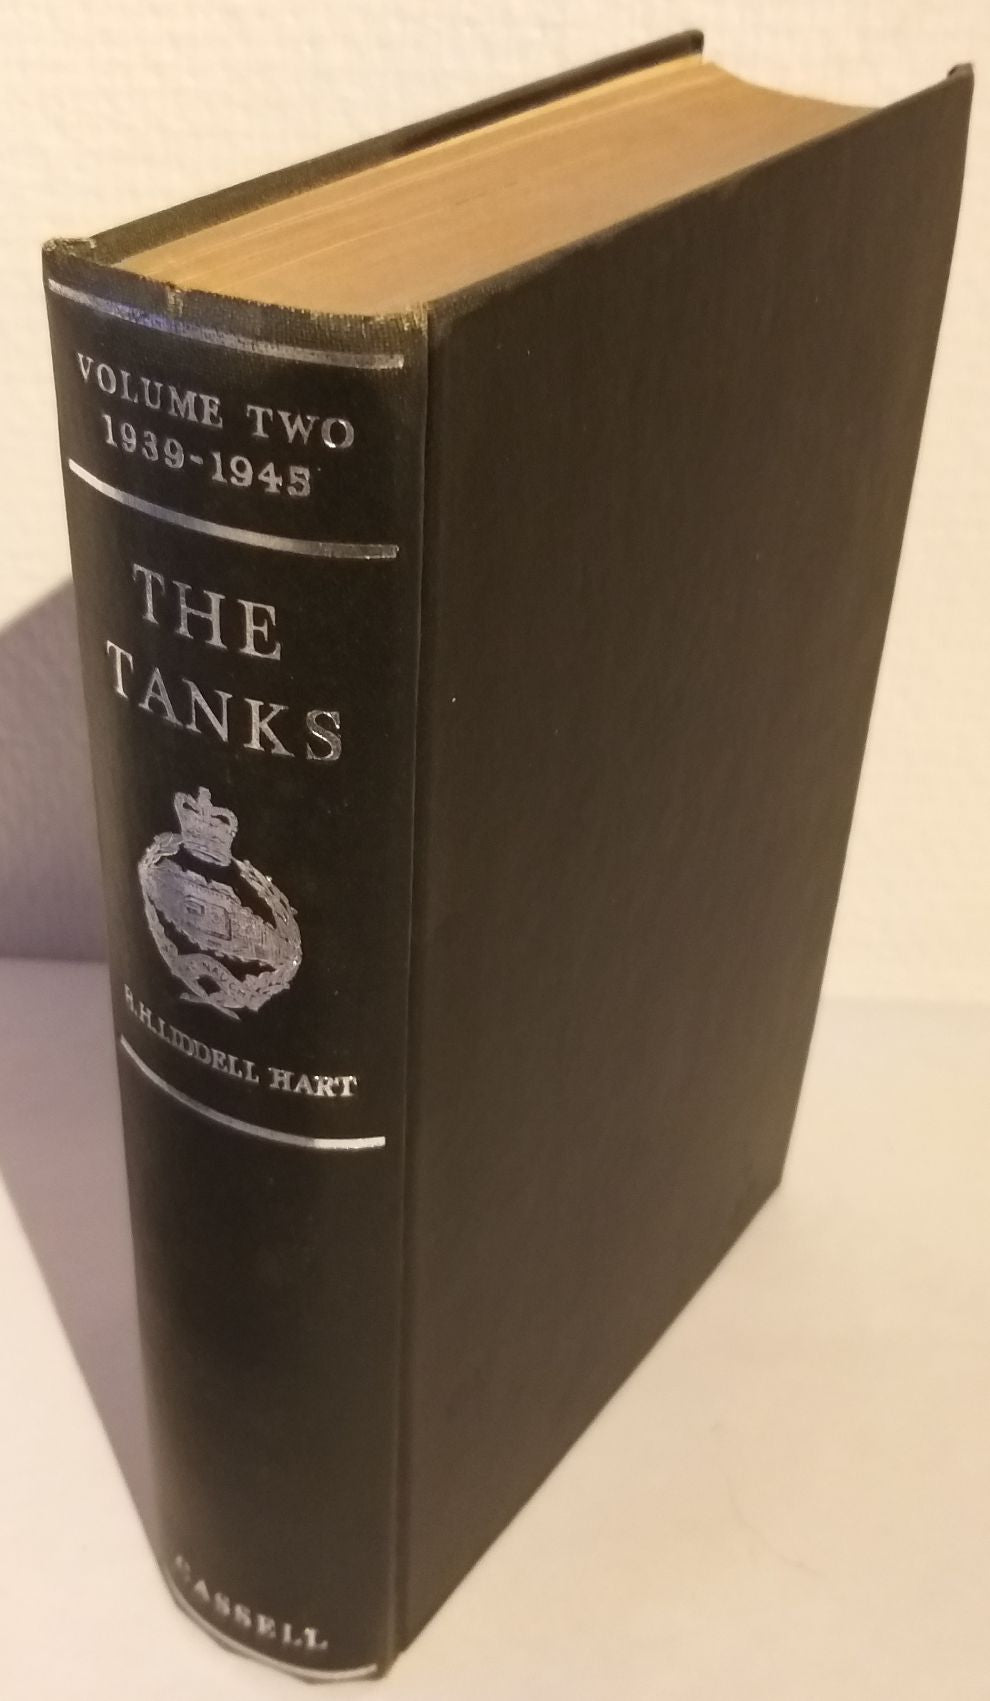 VOLUME TWO
1939-1945
THE
TANKS
B.H.LIDDELL HART
CASSELL